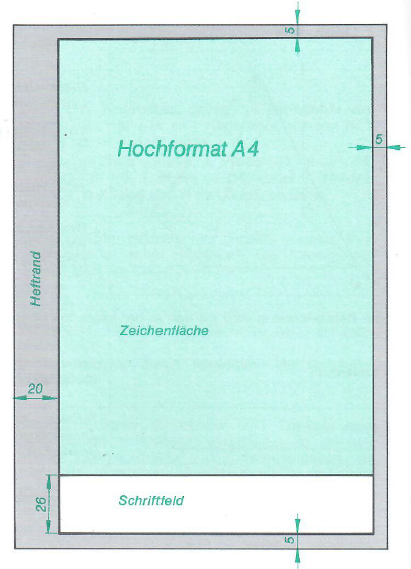 5
5
Hochformat A4
Heftrand
Zeichenfläche
20
26
Schriftfeld
5